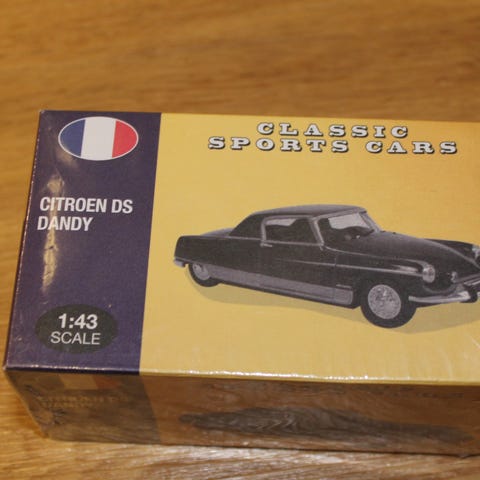 CLASSIC
SPORTS CARS
CITROEN DS
DANDY
1:43
SCALE